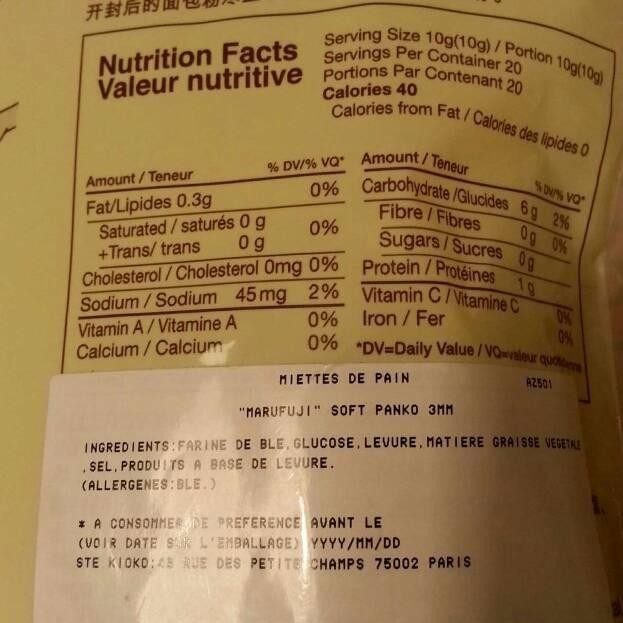 开封后的面包粉
Nutrition Facts
Valeur nutritive
Serving Size 10g(10g) / Portion 10g(10g)
Servings Per Container 20
Portions Par Contenant 20
Calories 40
Calories from Fat / Calories des lipides 0
Amount / Teneur % DV/% VQ*
Fat/Lipides 0.3g 0%
Saturated / saturés 0 g 0%
+Trans/ trans 0 g
Cholesterol / Cholesterol 0mg 0%
Sodium / Sodium 45 mg 2%
Vitamin A / Vitamine A 0%
Calcium / Calcium 0%
Amount / Teneur % DV/% VQ*
Carbohydrate /Glucides 6 g 2%
Fibre / Fibres 0 g 0%
Sugars / Sucres 0 g
Protein / Protéines 1 g
Vitamin C / Vitamine C 0%
Iron / Fer 0%
*DV=Daily Value / VQ=valeur quotidienne
MIETTES DE PAIN AZ501
"MARUFUJI" SOFT PANKO 3MM
INGREDIENTS:FARINE DE BLE, GLUCOSE, LEVURE, MATIERE GRAISSE VEGETALE
, SEL, PRODUITS A BASE DE LEVURE.
(ALLERGENES:BLE.)
* A CONSOMMER DE PREFERENCE AVANT LE
(VOIR DATE SUR L'EMBALLAGE) YYYY/MM/DD
STE KIOKO:46 RUE DES PETITS CHAMPS 75002 PARIS